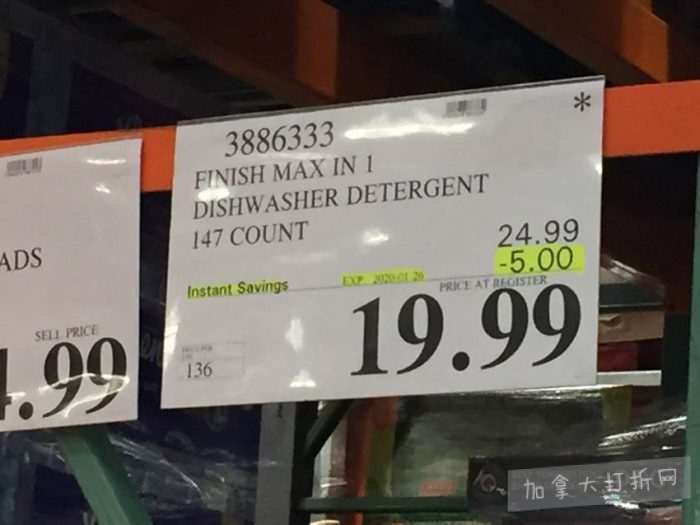 3886333
*
FINISH MAX IN 1
DISHWASHER DETERGENT
147 COUNT
24.99
-5.00
Instant Savings
EXP 2020-01-26
PRICE AT REGISTER
19.99
136
ADS
SELL PRICE
.99
加拿大打折网